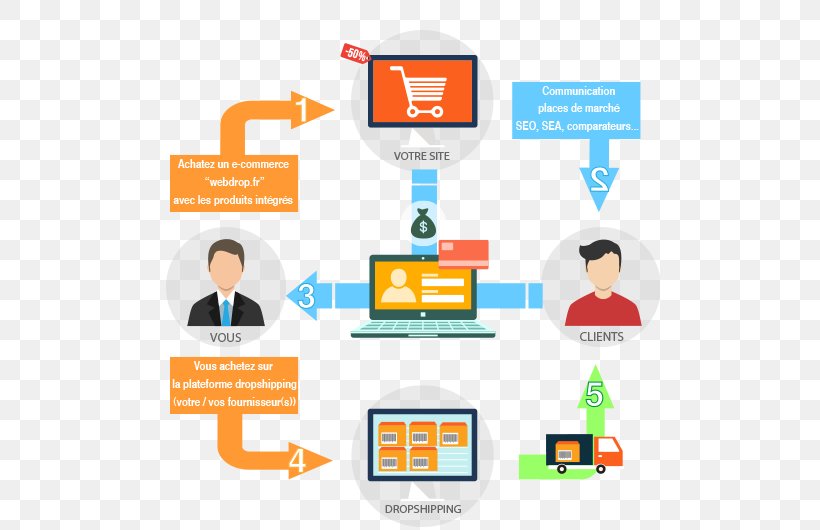 -50%
VOTRE SITE
1
Achatez un e-commerce
"webdrop.fr"
avec les produits intégrés
Communication
places de marché
SEO, SEA, comparateurs...
2
$
3
VOUS
CLIENTS
Vous achetez sur
la plateforme dropshipping
(votre / vos fournisseur(s))
4
5
DROPSHIPPING